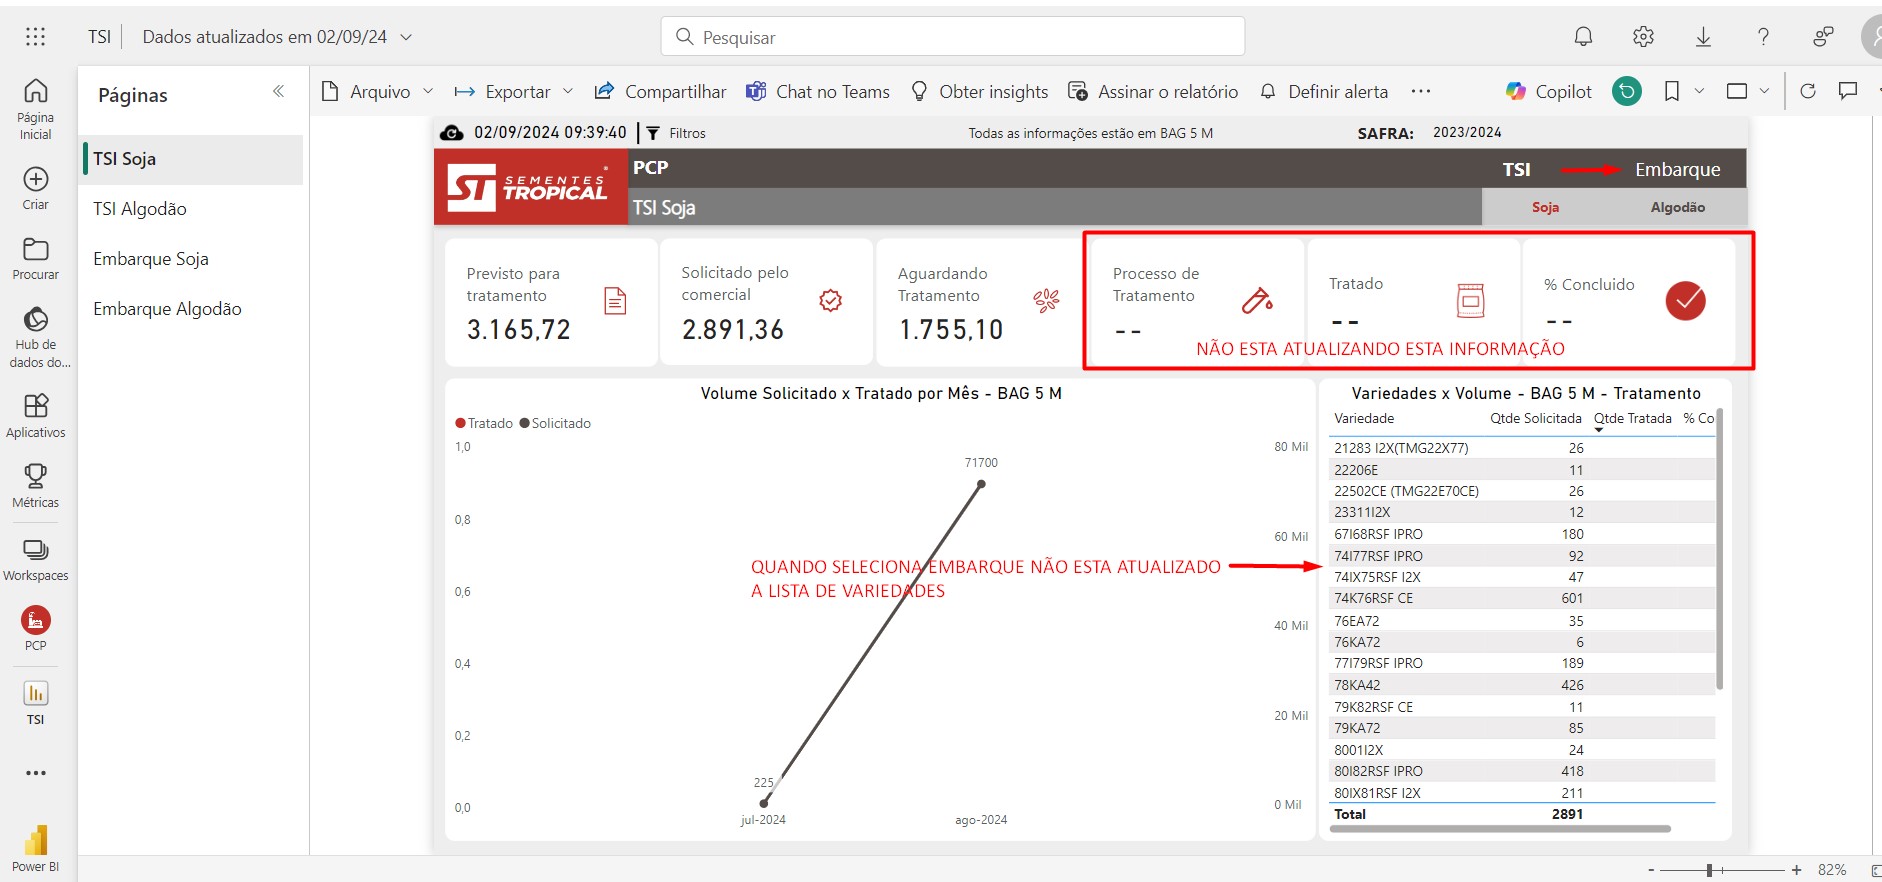 TSI
Dados atualizados em 02/09/24
Pesquisar
Página
Inicial
Criar
Procurar
Hub de
dados do...
Aplicativos
Métricas
Workspaces
PCP
TSI
Power BI
Páginas
TSI Soja
TSI Algodão
Embarque Soja
Embarque Algodão
Arquivo
Exportar
Compartilhar
Chat no Teams
Obter insights
Assinar o relatório
Definir alerta
Copilot
02/09/2024 09:39:40
Filtros
Todas as informações estão em BAG 5 M
SAFRA: 2023/2024
ST SEMENTES
TROPICAL
PCP
TSI
Embarque
TSI Soja
Soja
Algodão
Previsto para
tratamento
3.165,72
Solicitado pelo
comercial
2.891,36
Aguardando
Tratamento
1.755,10
Processo de
Tratamento
--
Tratado
--
% Concluido
--
NÃO ESTA ATUALIZANDO ESTA INFORMAÇÃO
Volume Solicitado x Tratado por Mês - BAG 5 M
Tratado Solicitado
1,0
0,8
0,6
0,4
0,2
0,0
80 Mil
60 Mil
40 Mil
20 Mil
0 Mil
71700
225
jul-2024
ago-2024
QUANDO SELECIONA EMBARQUE NÃO ESTA ATUALIZADO
A LISTA DE VARIEDADES
Variedades x Volume - BAG 5 M - Tratamento
Variedade Qtde Solicitada Qtde Tratada % Co
21283 I2X(TMG22X77) 26
22206E 11
22502CE (TMG22E70CE) 26
23311I2X 12
67I68RSF IPRO 180
74I77RSF IPRO 92
74IX75RSF I2X 47
74K76RSF CE 601
76EA72 35
76KA72 6
77I79RSF IPRO 189
78KA42 426
79K82RSF CE 11
79KA72 85
8001I2X 24
80I82RSF IPRO 418
80IX81RSF I2X 211
Total 2891
- + 82%